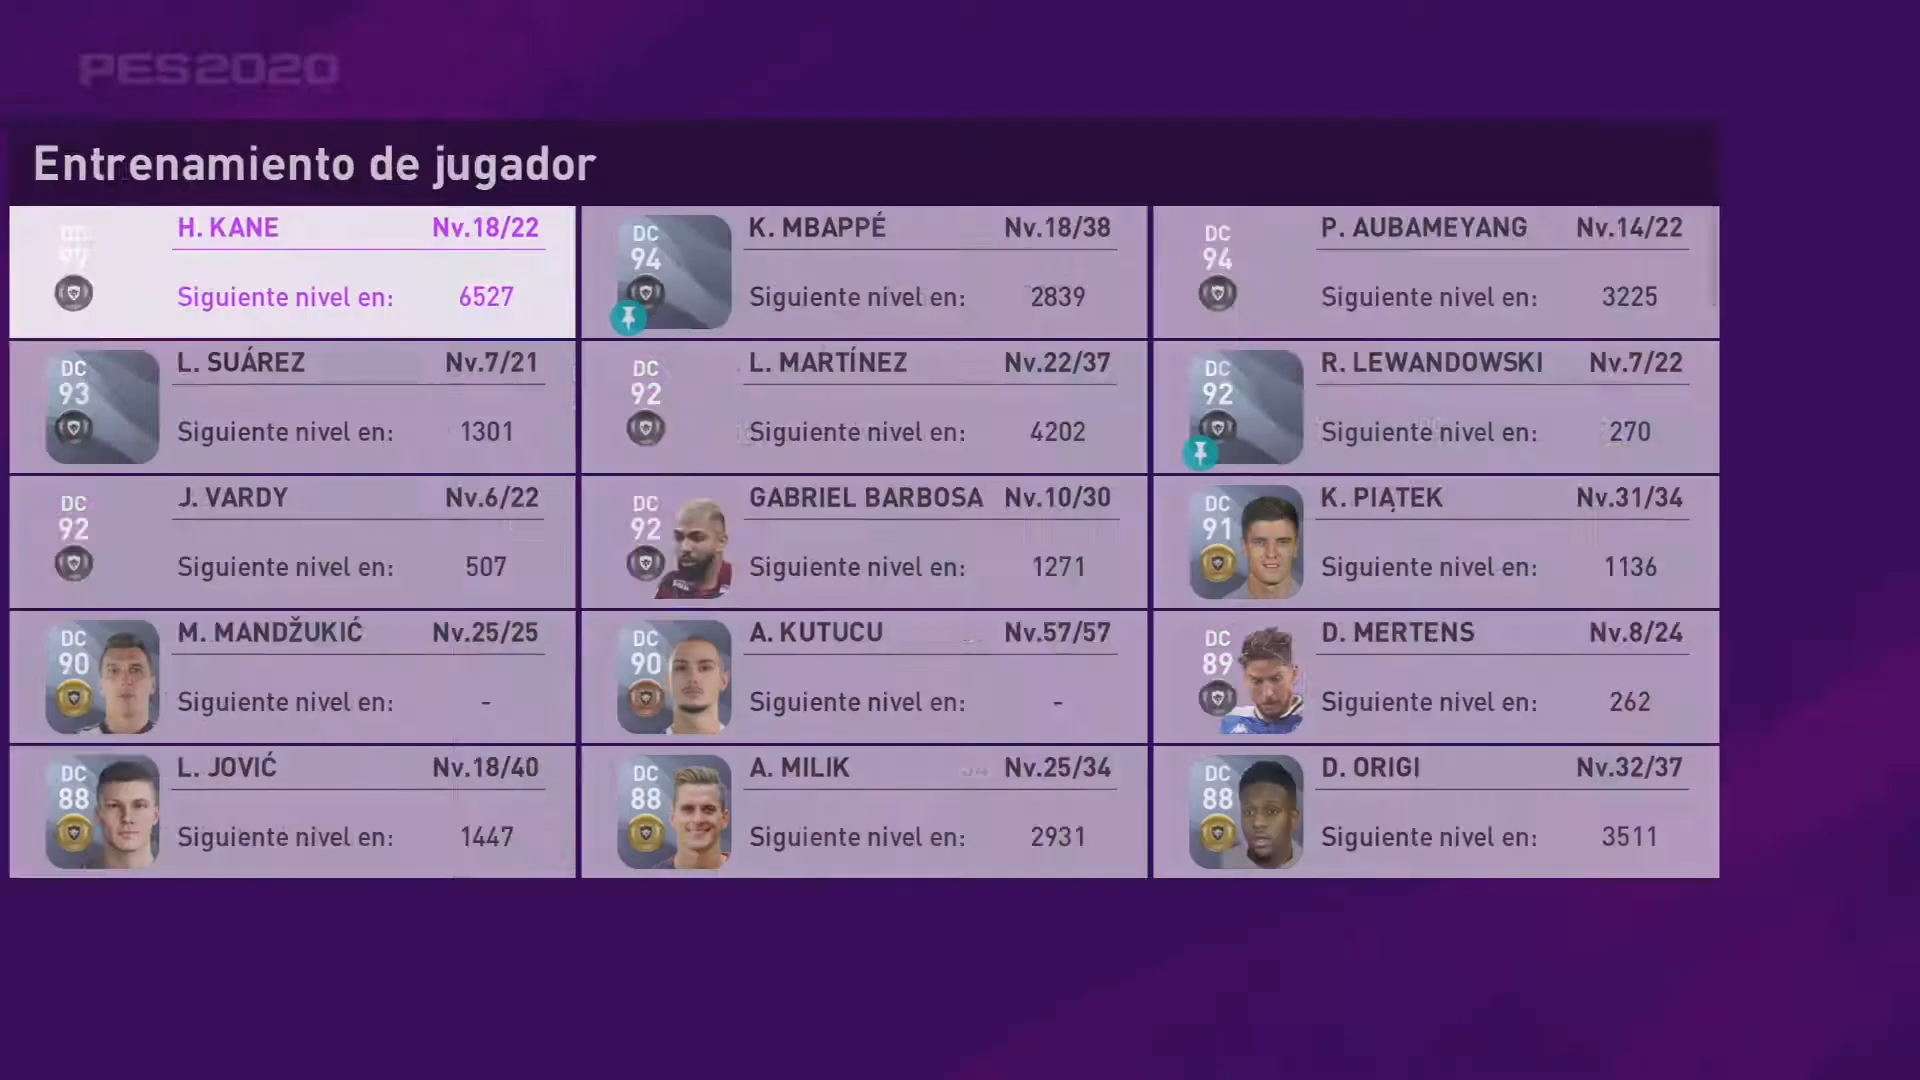 PES2020
Entrenamiento de jugador
H. KANE Nv.18/22
Siguiente nivel en: 6527
DC
94
K. MBAPPÉ Nv.18/38
Siguiente nivel en: 2839
DC
94
P. AUBAMEYANG Nv.14/22
Siguiente nivel en: 3225
DC
93
L. SUÁREZ Nv.7/21
Siguiente nivel en: 1301
DC
92
L. MARTÍNEZ Nv.22/37
Siguiente nivel en: 4202
DC
92
R. LEWANDOWSKI Nv.7/22
Siguiente nivel en: 270
DC
92
J. VARDY Nv.6/22
Siguiente nivel en: 507
DC
92
GABRIEL BARBOSA Nv.10/30
Siguiente nivel en: 1271
DC
91
K. PIĄTEK Nv.31/34
Siguiente nivel en: 1136
DC
90
M. MANDŽUKIĆ Nv.25/25
Siguiente nivel en: -
DC
90
A. KUTUCU Nv.57/57
Siguiente nivel en: -
DC
89
D. MERTENS Nv.8/24
Siguiente nivel en: 262
DC
88
L. JOVIĆ Nv.18/40
Siguiente nivel en: 1447
DC
88
A. MILIK Nv.25/34
Siguiente nivel en: 2931
DC
88
D. ORIGI Nv.32/37
Siguiente nivel en: 3511